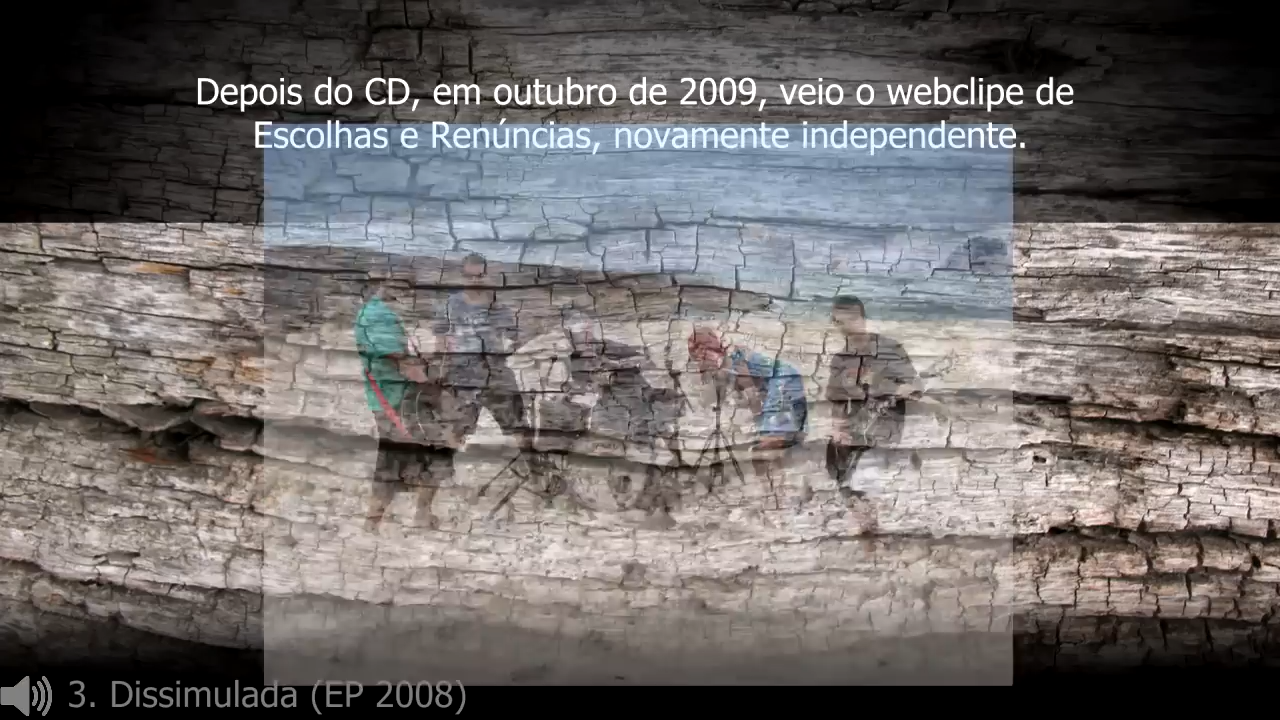 Depois do CD, em outubro de 2009, veio o webclipe de
Escolhas e Renúncias, novamente independente.
3. Dissimulada (EP 2008)